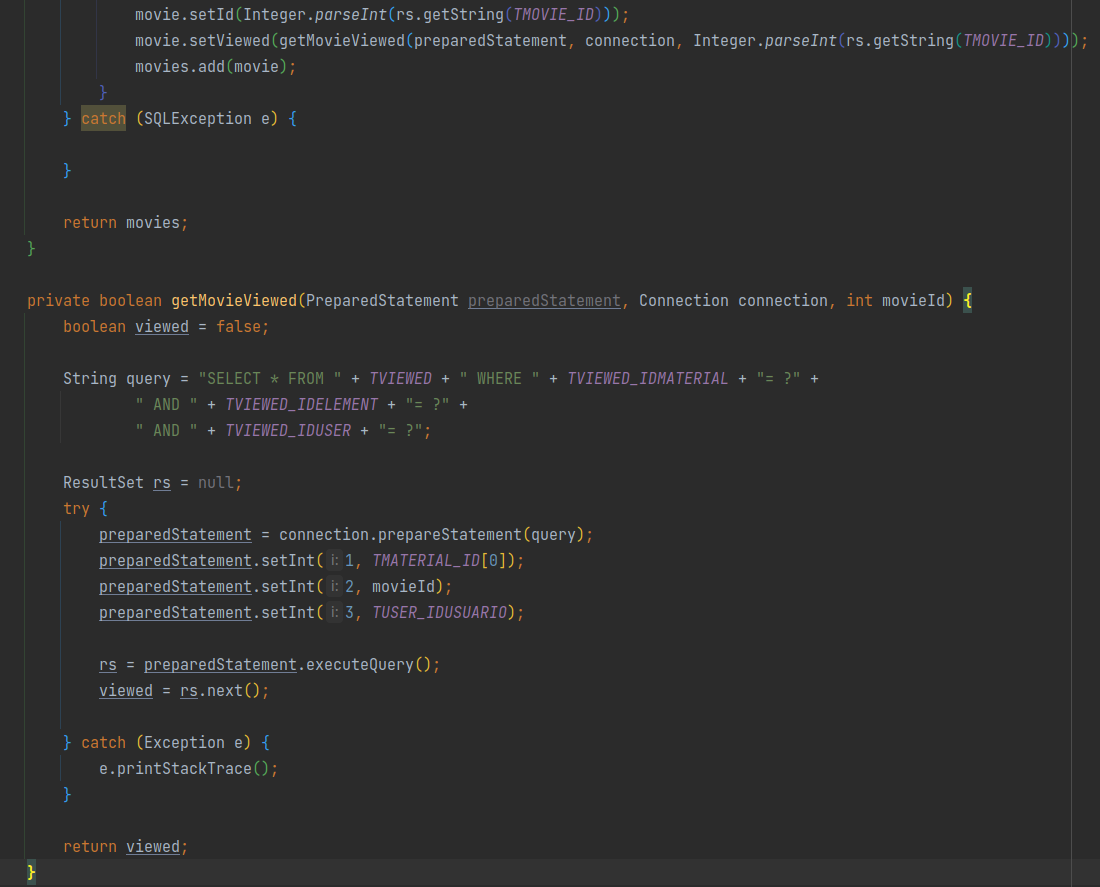 movie.setId(Integer.parseInt(rs.getString(TMOVIE_ID)));
movie.setViewed(getMovieViewed(preparedStatement, connection, Integer.parseInt(rs.getString(TMOVIE_ID))));
movies.add(movie);
}
} catch (SQLException e) {
}
return movies;
}
private boolean getMovieViewed(PreparedStatement preparedStatement, Connection connection, int movieId) {
boolean viewed = false;
String query = "SELECT * FROM " + TVIEWED + " WHERE " + TVIEWED_IDMATERIAL + "= ?" +
" AND " + TVIEWED_IDELEMENT + "= ?" +
" AND " + TVIEWED_IDUSER + "= ?";
ResultSet rs = null;
try {
preparedStatement = connection.prepareStatement(query);
preparedStatement.setInt( i: 1, TMATERIAL_ID[0]);
preparedStatement.setInt( i: 2, movieId);
preparedStatement.setInt( i: 3, TUSER_IDUSUARIO);
rs = preparedStatement.executeQuery();
viewed = rs.next();
} catch (Exception e) {
e.printStackTrace();
}
return viewed;
}